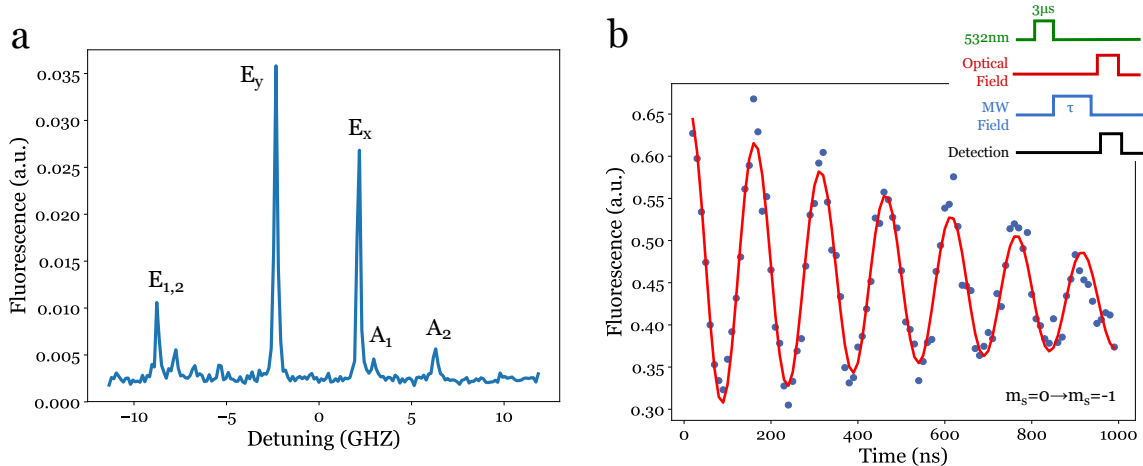 a
0.035
0.030
0.025
0.020
0.015
0.010
0.005
0.000
Fluorescence (a.u.)
E1,2
Ey
Ex
A1
A2
−10
−5
0
5
10
Detuning (GHZ)
b
3μs
532nm
Optical
Field
MW
Field
τ
Detection
0.65
0.60
0.55
0.50
0.45
0.40
0.35
0.30
Fluorescence (a.u.)
ms=0→ms=-1
0
200
400
600
800
1000
Time (ns)